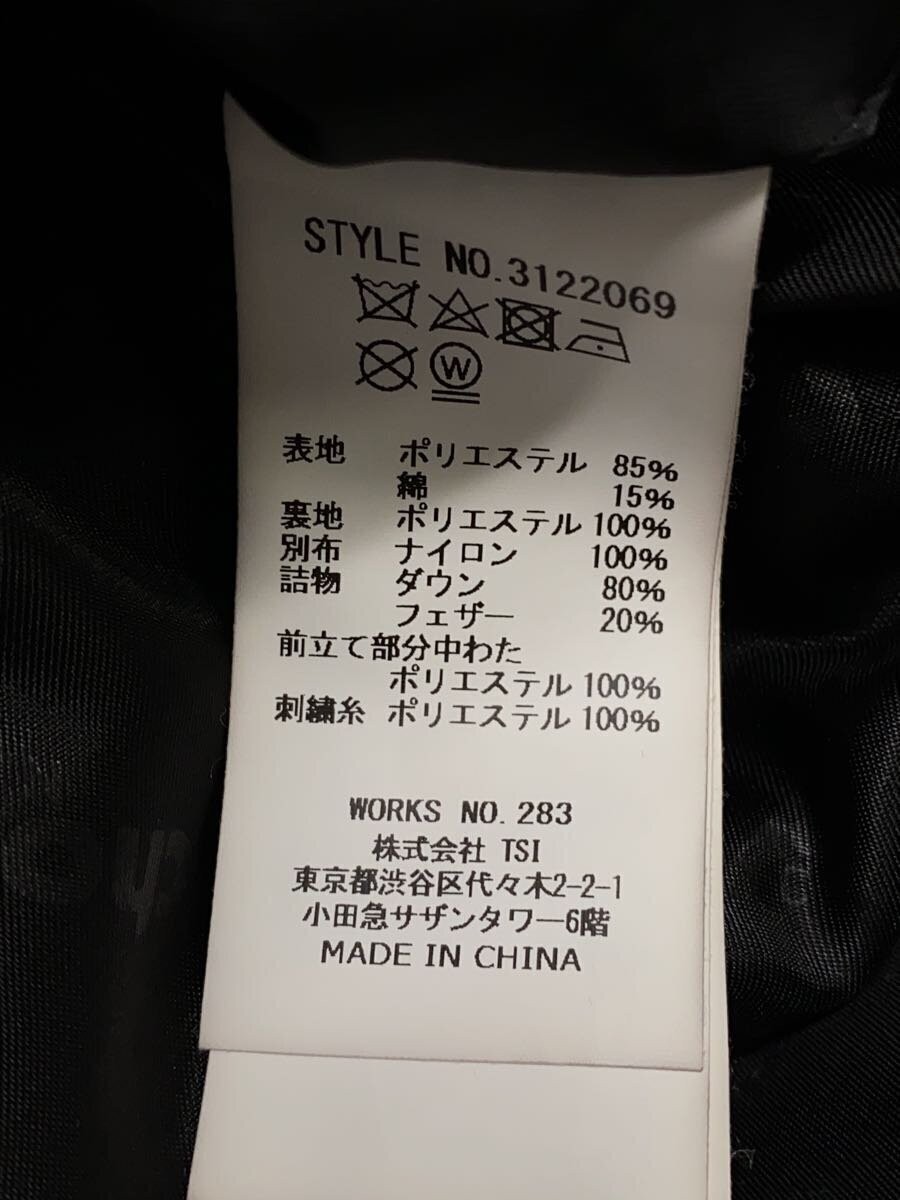 STYLE NO.3122069
W
表地 ポリエステル 85%
綿 15%
裏地 ポリエステル 100%
別布 ナイロン 100%
詰物 ダウン 80%
フェザー 20%
前立て部分中わた
ポリエステル 100%
刺繍糸 ポリエステル 100%
WORKS NO. 283
株式会社 TSI
東京都渋谷区代々木2-2-1
小田急サザンタワー6階
MADE IN CHINA